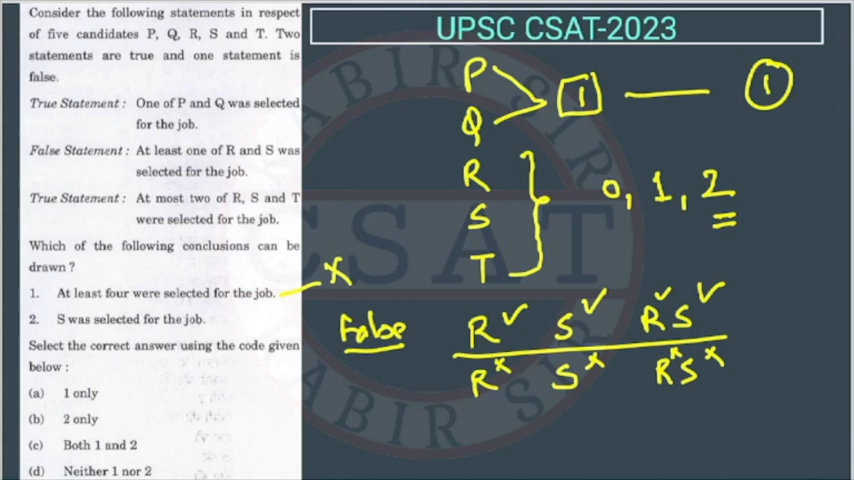 Consider the following statements in respect
of five candidates P, Q, R, S and T. Two
statements are true and one statement is
false.
True Statement : One of P and Q was selected
for the job.
False Statement : At least one of R and S was
selected for the job.
True Statement : At most two of R, S and T
were selected for the job.
Which of the following conclusions can be
drawn ?
1. At least four were selected for the job.
2. S was selected for the job.
Select the correct answer using the code given
below :
(a) 1 only
(b) 2 only
(c) Both 1 and 2
(d) Neither 1 nor 2
UPSC CSAT-2023
P
Q
1
1
R
S
T
0, 1, 2
False
R✓ S✓ R✓S✓
R× S× R×S×
SABIR SIR
CSAT
SABIR SIR